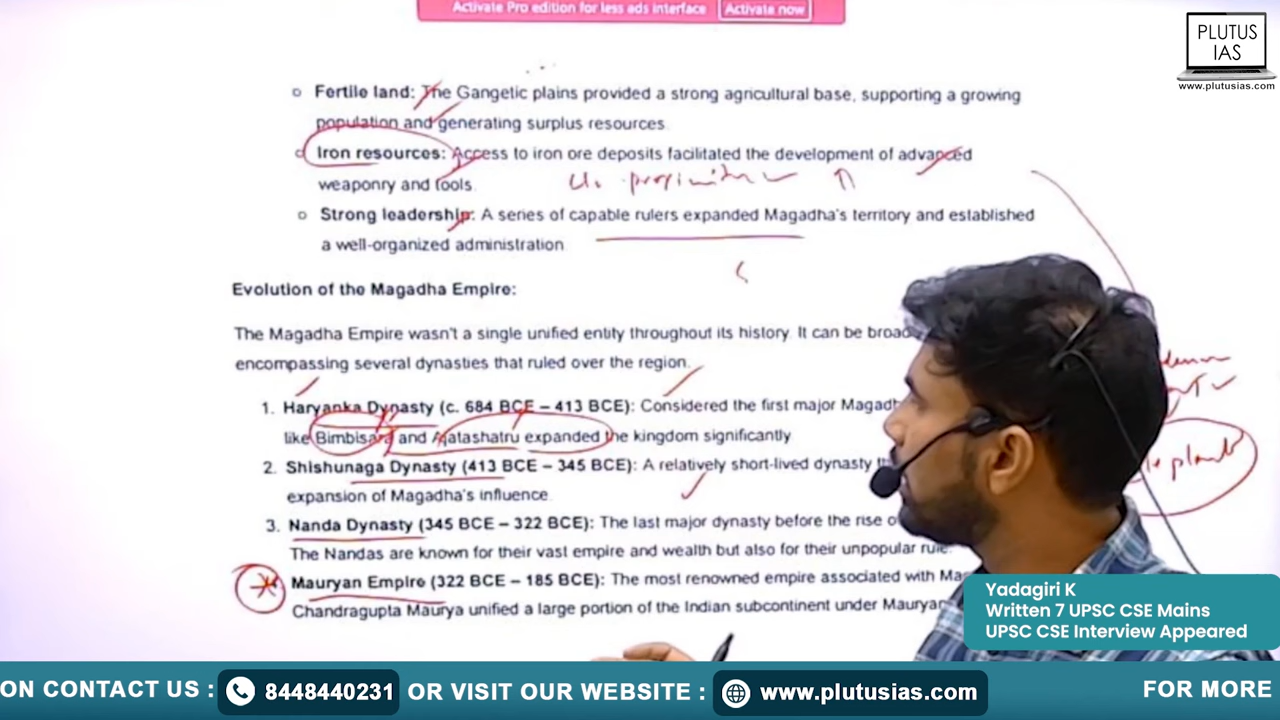 Activate Pro edition for less ads interface Activate now
PLUTUS
IAS
www.plutusias.com
Fertile land: The Gangetic plains provided a strong agricultural base, supporting a growing
population and generating surplus resources
Iron resources: Access to iron ore deposits facilitated the development of advanced
weaponry and tools.
Strong leadership: A series of capable rulers expanded Magadha's territory and established
a well-organized administration
Evolution of the Magadha Empire:
The Magadha Empire wasn't a single unified entity throughout its history. It can be broad
encompassing several dynasties that ruled over the region.
1. Haryanka Dynasty (c. 684 BCE – 413 BCE): Considered the first major Magadh
like Bimbisara and Ajatashatru expanded the kingdom significantly
2. Shishunaga Dynasty (413 BCE – 345 BCE): A relatively short-lived dynasty
expansion of Magadha's influence
3. Nanda Dynasty (345 BCE – 322 BCE): The last major dynasty before the rise o
The Nandas are known for their vast empire and wealth but also for their unpopular rule.
Mauryan Empire (322 BCE – 185 BCE): The most renowned empire associated with Ma
Chandragupta Maurya unified a large portion of the Indian subcontinent under Mauryan
Yadagiri K
Written 7 UPSC CSE Mains
UPSC CSE Interview Appeared
ON CONTACT US : 8448440231 OR VISIT OUR WEBSITE : www.plutusias.com FOR MORE